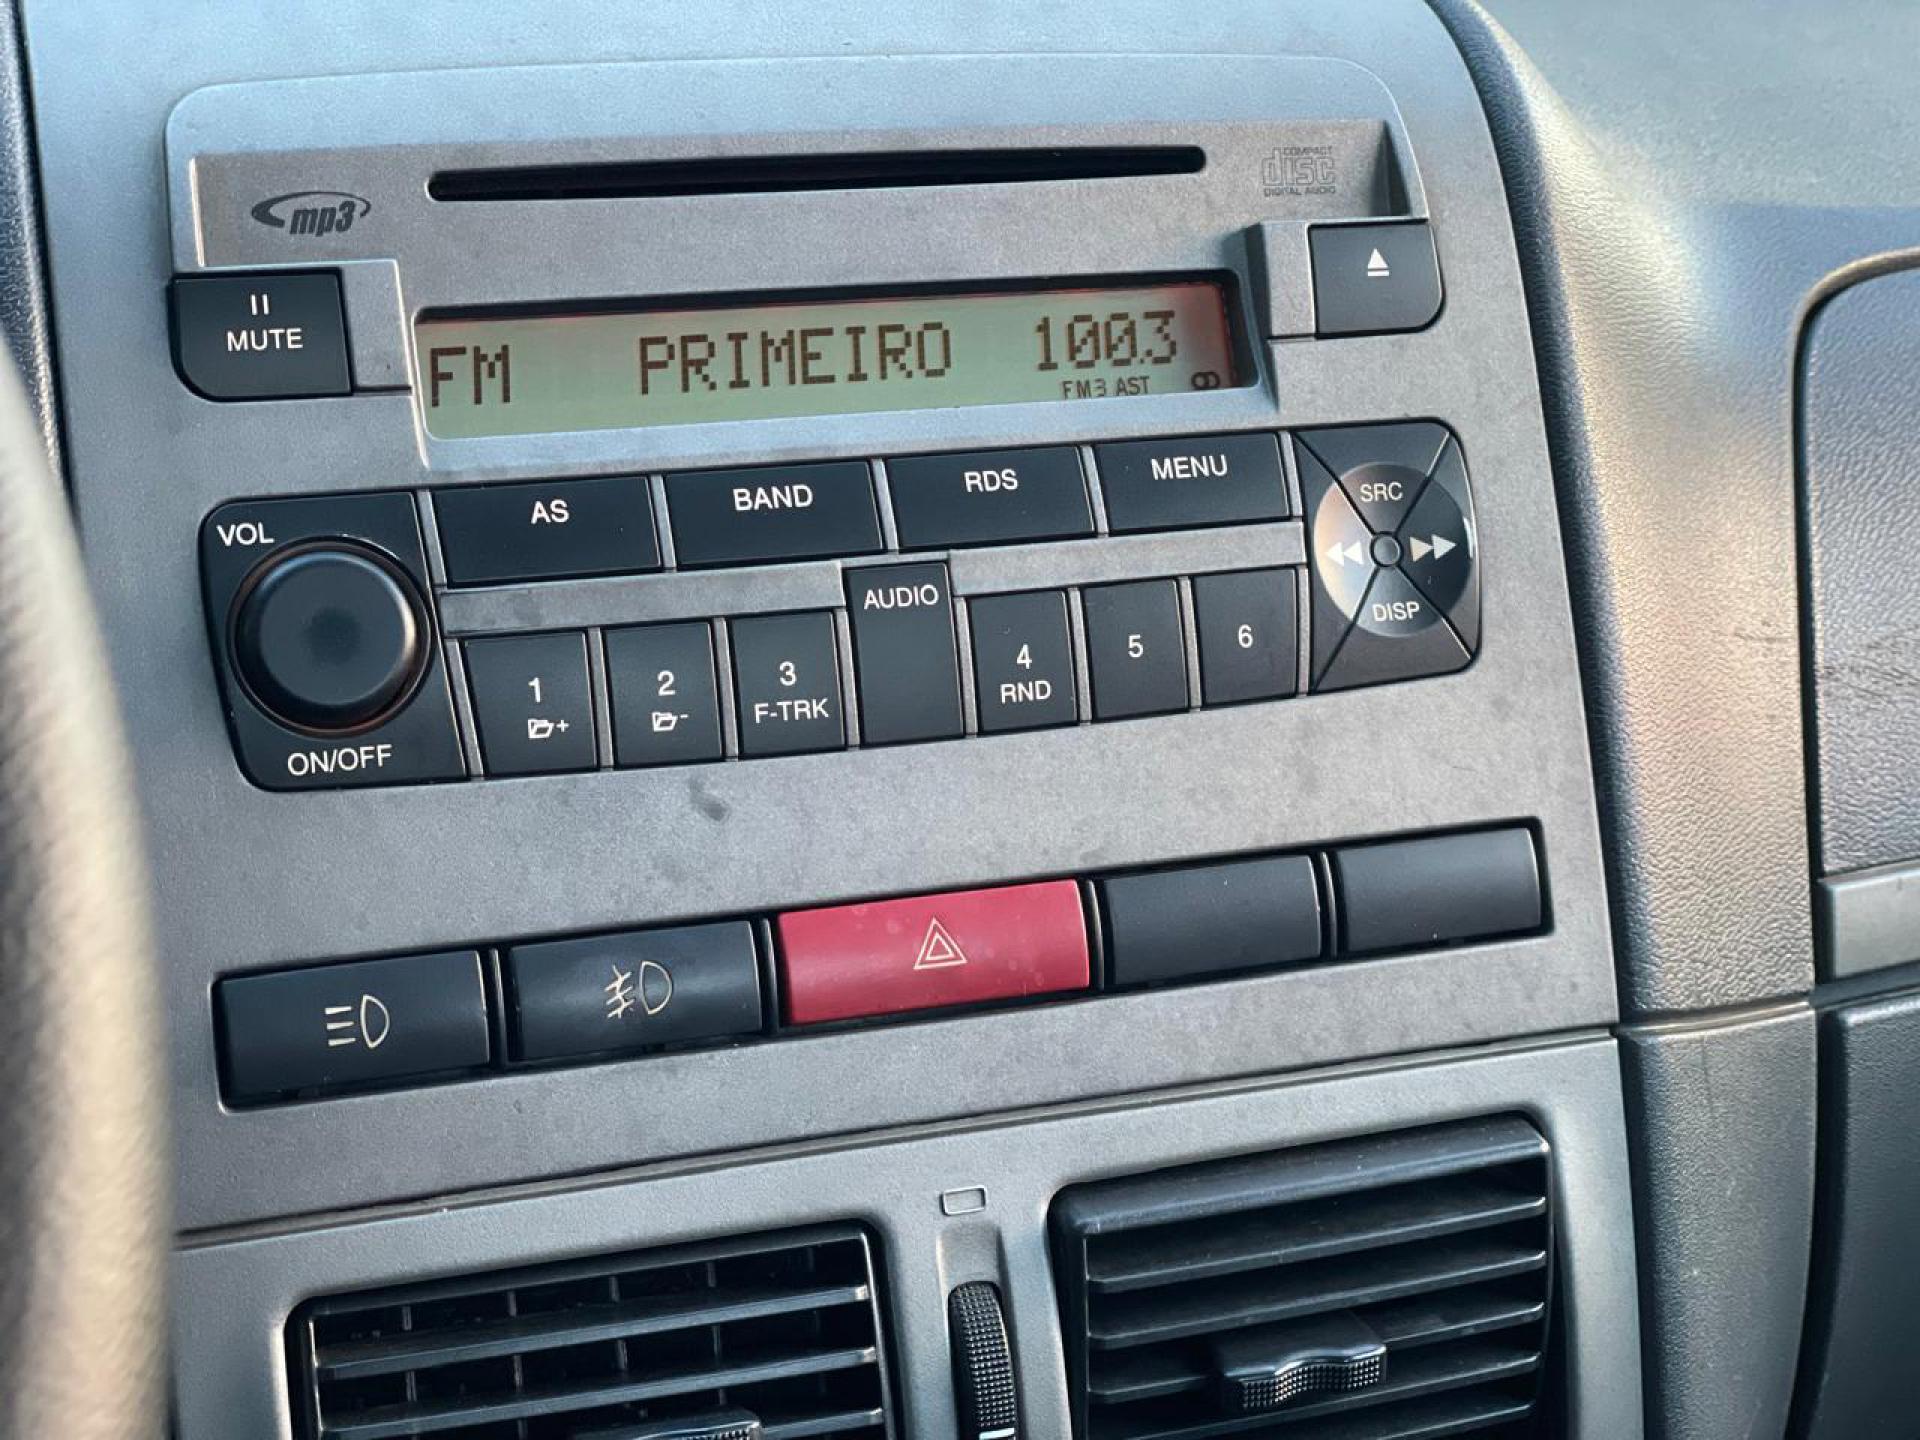 mp3
COMPACT
disc
DIGITAL AUDIO
MUTE
FM PRIMEIRO 100.3
FM3 AST
VOL
AS
BAND
RDS
MENU
SRC
DISP
AUDIO
1
2
3
F-TRK
4
RND
5
6
ON/OFF